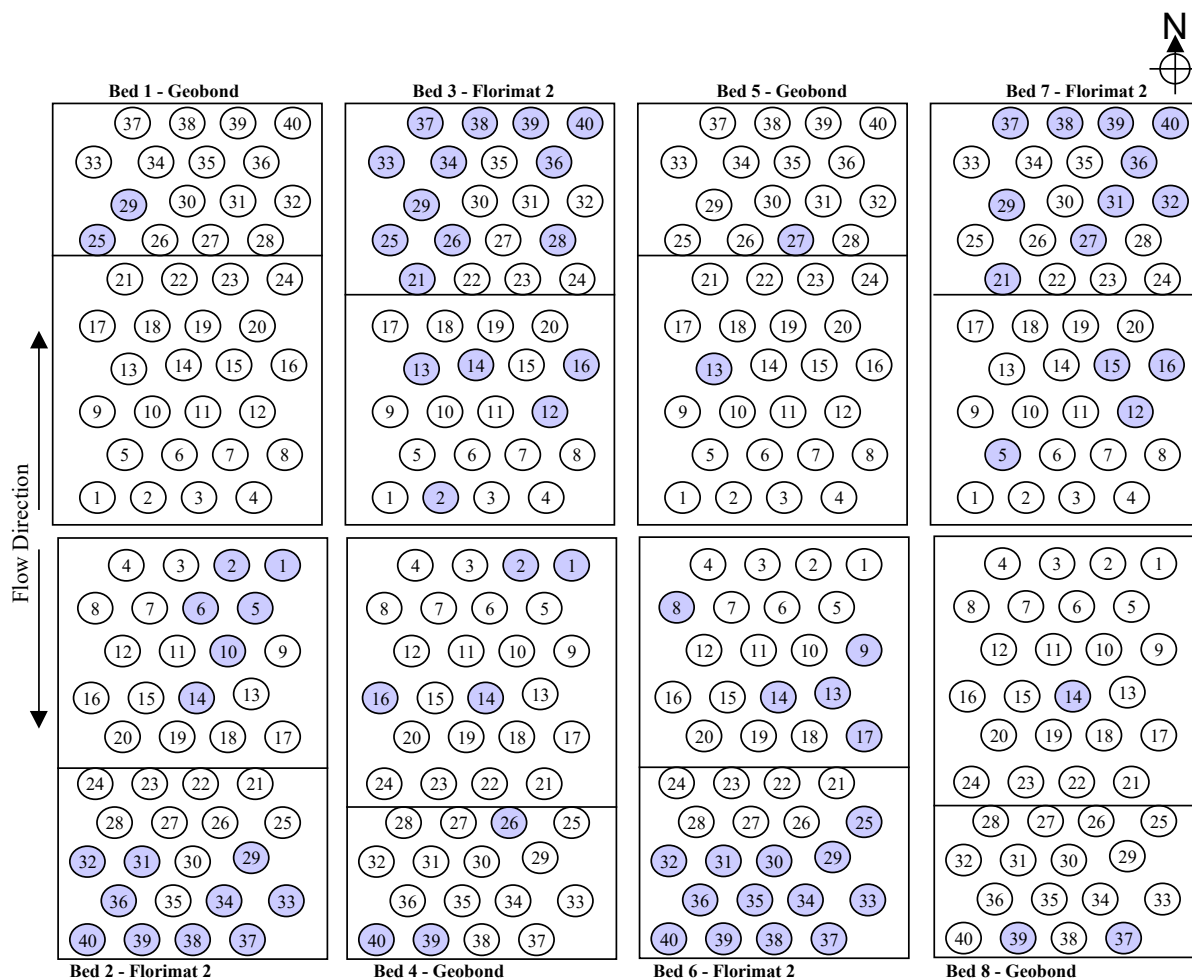 N
Bed 1 - Geobond
Bed 3 - Florimat 2
Bed 5 - Geobond
Bed 7 - Florimat 2
37 38 39 40
33 34 35 36
29 30 31 32
25 26 27 28
21 22 23 24
17 18 19 20
13 14 15 16
9 10 11 12
5 6 7 8
1 2 3 4
37 38 39 40
33 34 35 36
29 30 31 32
25 26 27 28
21 22 23 24
17 18 19 20
13 14 15 16
9 10 11 12
5 6 7 8
1 2 3 4
37 38 39 40
33 34 35 36
29 30 31 32
25 26 27 28
21 22 23 24
17 18 19 20
13 14 15 16
9 10 11 12
5 6 7 8
1 2 3 4
37 38 39 40
33 34 35 36
29 30 31 32
25 26 27 28
21 22 23 24
17 18 19 20
13 14 15 16
9 10 11 12
5 6 7 8
1 2 3 4
Flow Direction
4 3 2 1
8 7 6 5
12 11 10 9
16 15 14 13
20 19 18 17
24 23 22 21
28 27 26 25
32 31 30 29
36 35 34 33
40 39 38 37
4 3 2 1
8 7 6 5
12 11 10 9
16 15 14 13
20 19 18 17
24 23 22 21
28 27 26 25
32 31 30 29
36 35 34 33
40 39 38 37
4 3 2 1
8 7 6 5
12 11 10 9
16 15 14 13
20 19 18 17
24 23 22 21
28 27 26 25
32 31 30 29
36 35 34 33
40 39 38 37
4 3 2 1
8 7 6 5
12 11 10 9
16 15 14 13
20 19 18 17
24 23 22 21
28 27 26 25
32 31 30 29
36 35 34 33
40 39 38 37
Bed 2 - Florimat 2
Bed 4 - Geobond
Bed 6 - Florimat 2
Bed 8 - Geobond